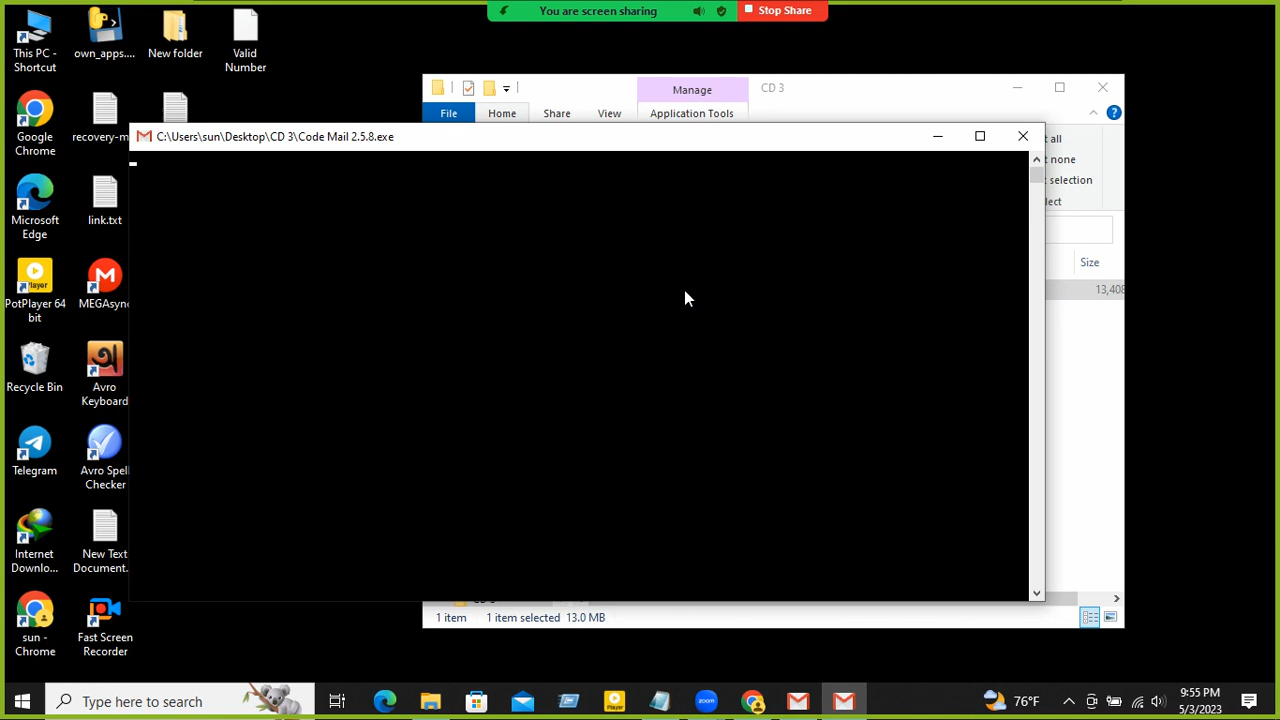 You are screen sharing
Stop Share
This PC -
Shortcut
own_apps....
New folder
Valid
Number
Manage
CD 3
File
Home
Share
View
Application Tools
Google
Chrome
recovery-m
C:\Users\sun\Desktop\CD 3\Code Mail 2.5.8.exe
t all
t none
t selection
lect
Size
13,408
Microsoft
Edge
link.txt
Player
PotPlayer 64
bit
MEGAsyn
Recycle Bin
Avro
Keyboard
Telegram
Avro Spell
Checker
Internet
Downlo...
New Text
Document.
1 item
1 item selected
13.0 MB
sun -
Chrome
Fast Screen
Recorder
Type here to search
Player
zoom
76°F
9:55 PM
5/3/2023